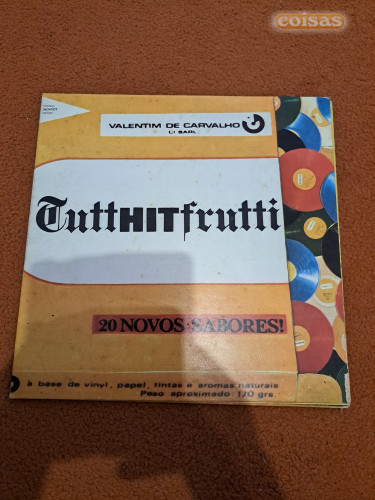 coisas
VALENTIM DE CARVALHO
CI SARL
TuttHITfrutti
20 NOVOS SABORES!
à base de vinyl, papel, tintas e aromas naturais
Peso aproximado: 170 grs.